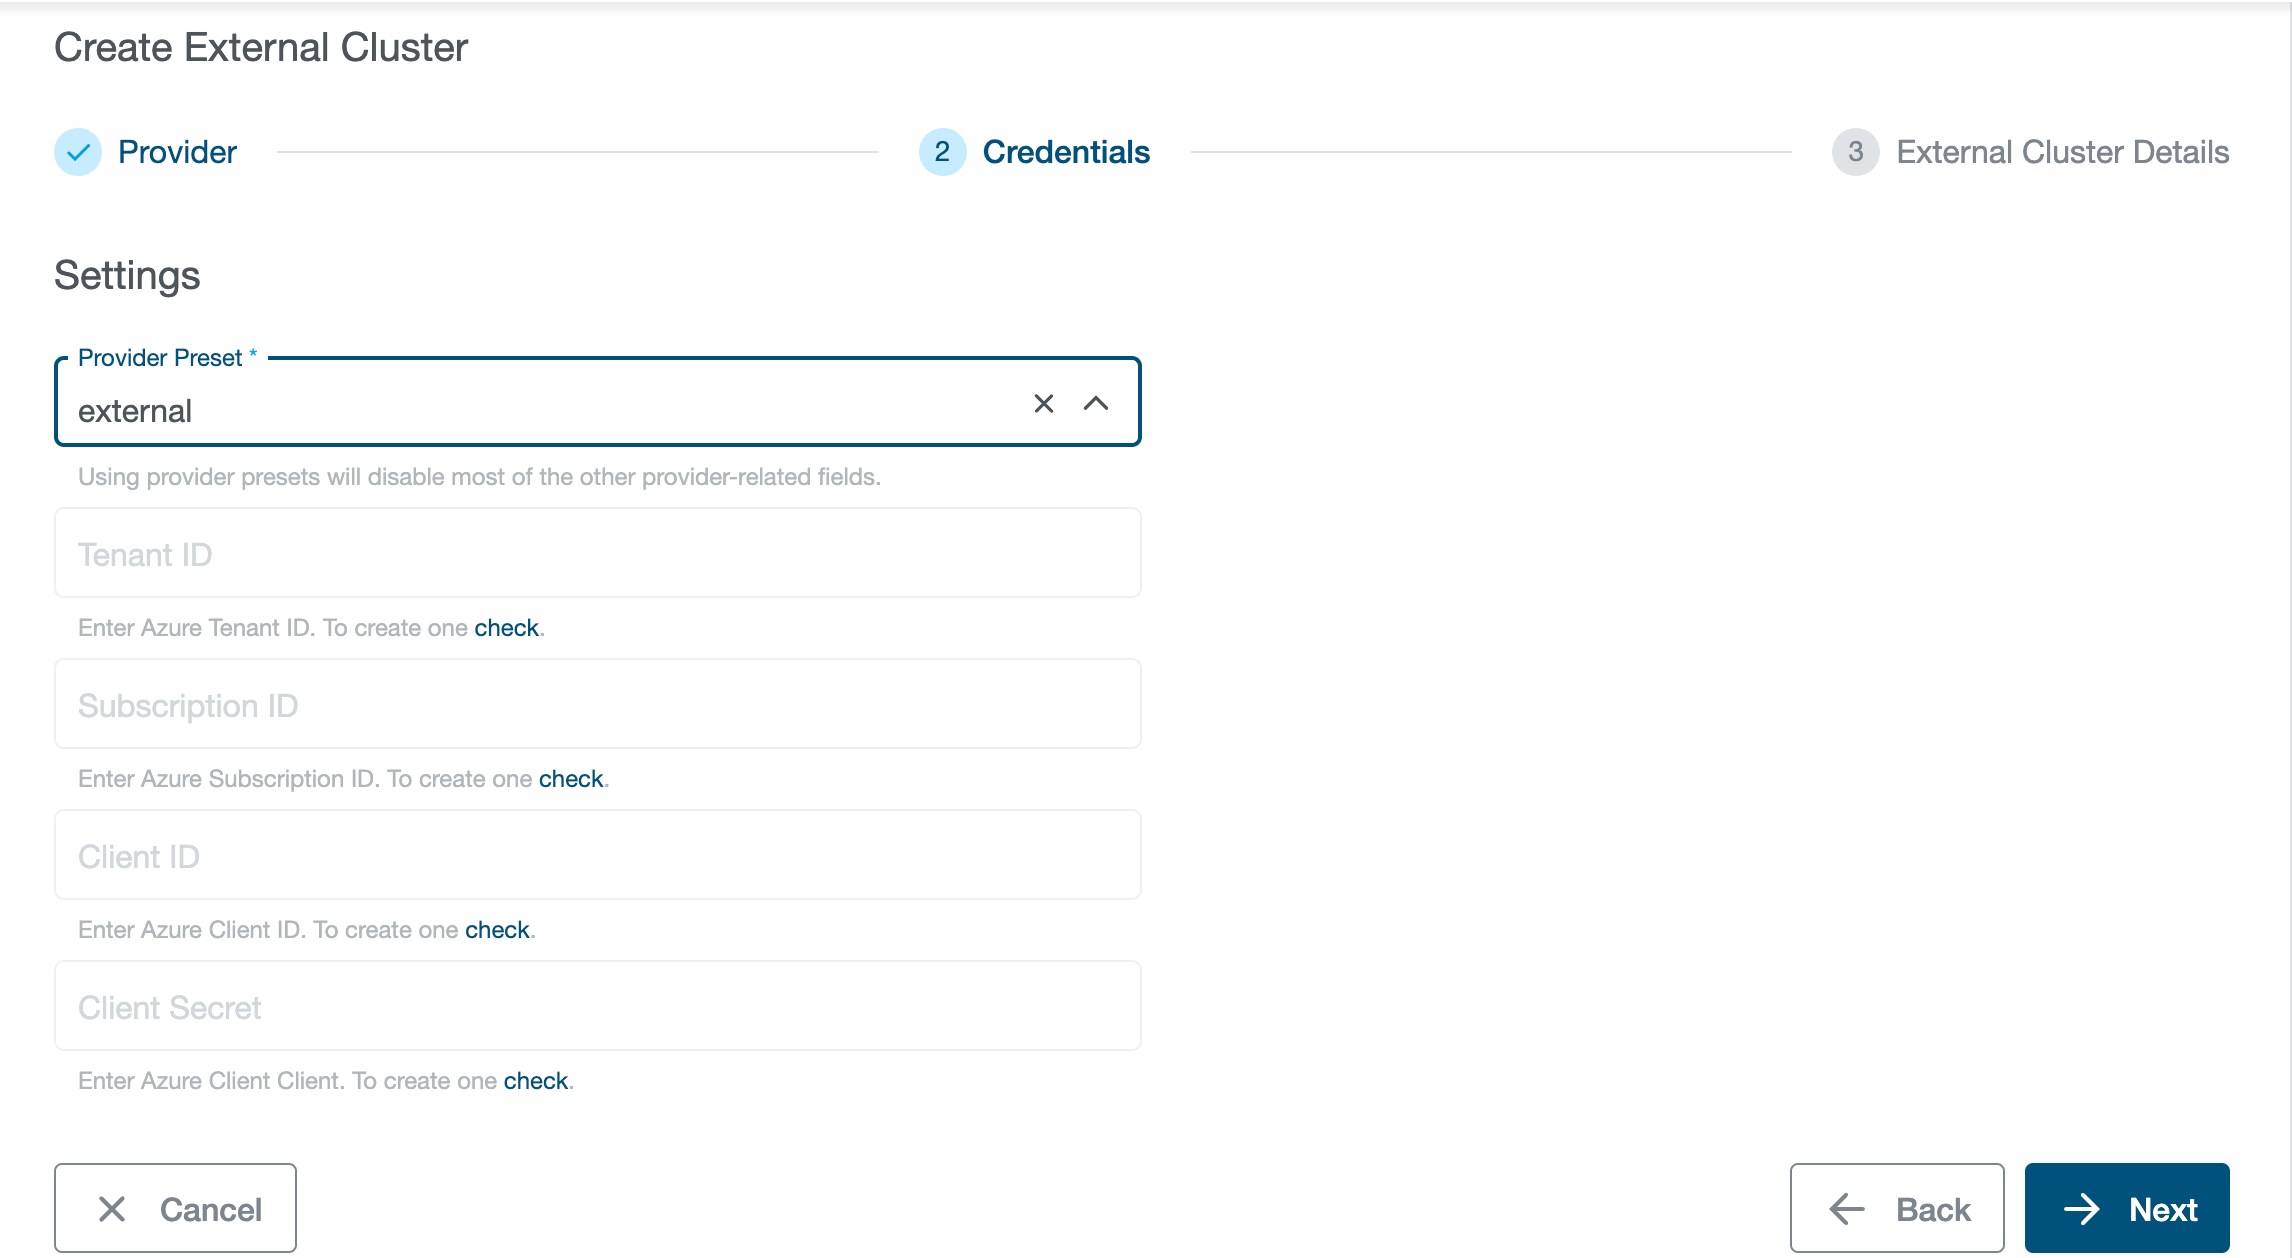 Create External Cluster
Provider
2 Credentials
3 External Cluster Details
Settings
Provider Preset *
external
Using provider presets will disable most of the other provider-related fields.
Tenant ID
Enter Azure Tenant ID. To create one check.
Subscription ID
Enter Azure Subscription ID. To create one check.
Client ID
Enter Azure Client ID. To create one check.
Client Secret
Enter Azure Client Client. To create one check.
Cancel
Back
Next